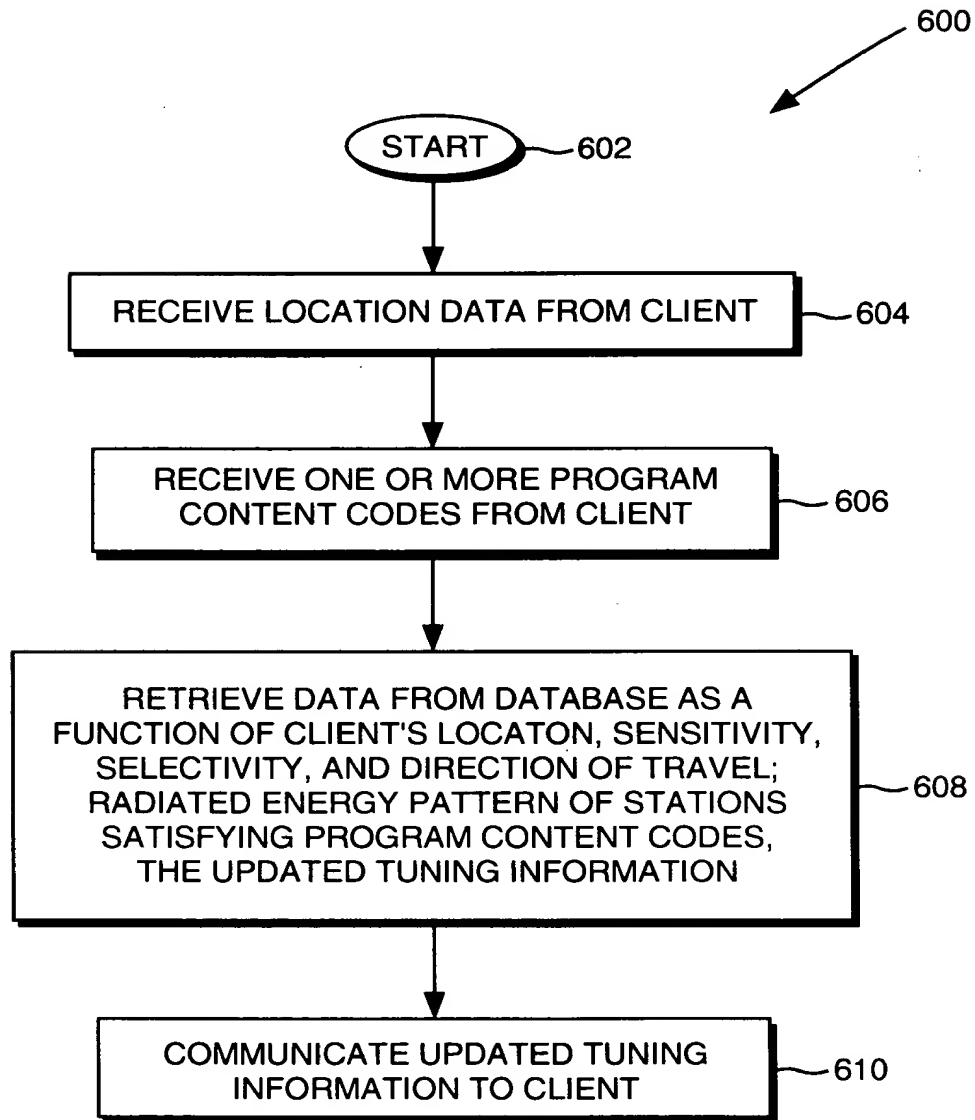 600
START
602
RECEIVE LOCATION DATA FROM CLIENT
604
RECEIVE ONE OR MORE PROGRAM
CONTENT CODES FROM CLIENT
606
RETRIEVE DATA FROM DATABASE AS A
FUNCTION OF CLIENT'S LOCATON, SENSITIVITY,
SELECTIVITY, AND DIRECTION OF TRAVEL;
RADIATED ENERGY PATTERN OF STATIONS
SATISFYING PROGRAM CONTENT CODES,
THE UPDATED TUNING INFORMATION
608
COMMUNICATE UPDATED TUNING
INFORMATION TO CLIENT
610